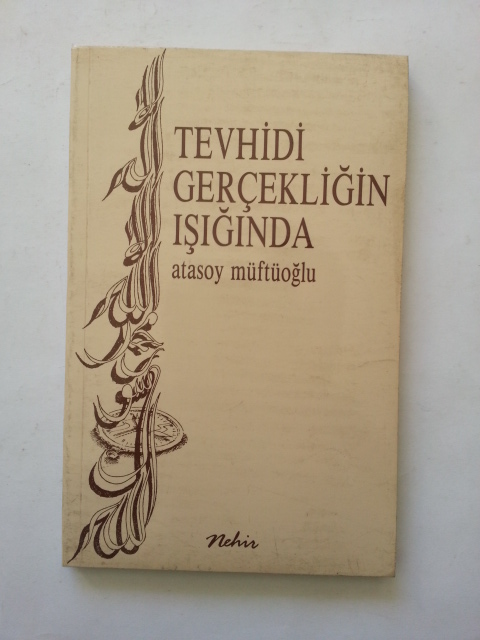 TEVHİDİ
GERÇEKLİĞİN
IŞIĞINDA
atasoy müftüoğlu
Nehir